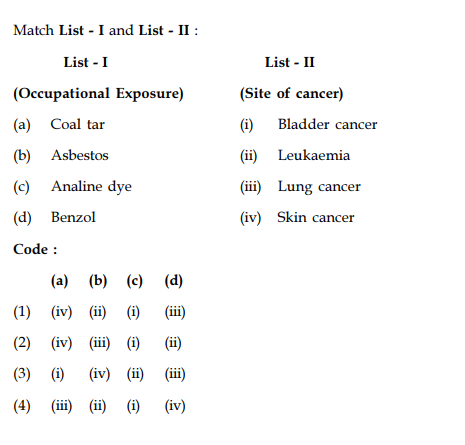 Match List - I and List - II :
List - I List - II
(Occupational Exposure) (Site of cancer)
(a) Coal tar (i) Bladder cancer
(b) Asbestos (ii) Leukaemia
(c) Analine dye (iii) Lung cancer
(d) Benzol (iv) Skin cancer
Code :
(a) (b) (c) (d)
(1) (iv) (ii) (i) (iii)
(2) (iv) (iii) (i) (ii)
(3) (i) (iv) (ii) (iii)
(4) (iii) (ii) (i) (iv)